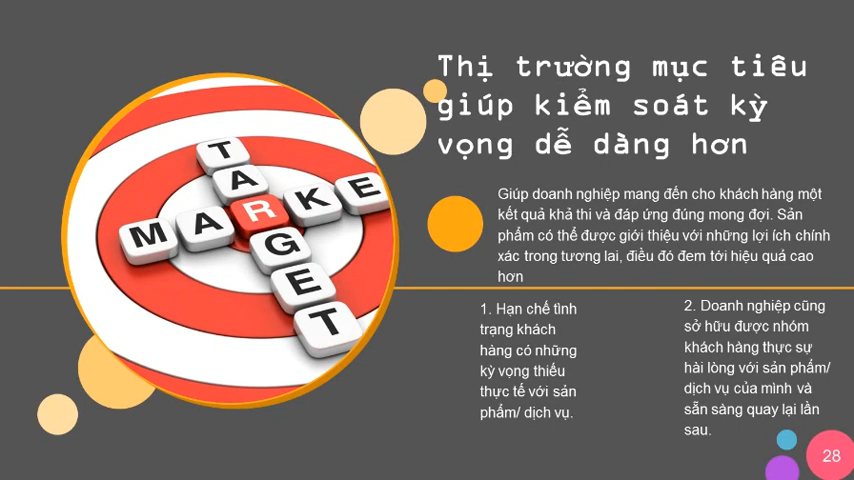 Thị trường mục tiêu
giúp kiểm soát kỳ
vọng dễ dàng hơn
TARGET
MARKE
Giúp doanh nghiệp mang đến cho khách hàng một
kết quả khả thi và đáp ứng đúng mong đợi. Sản
phẩm có thể được giới thiệu với những lợi ích chính
xác trong tương lai, điều đó đem tới hiệu quả cao
hơn
1. Hạn chế tình
trạng khách
hàng có những
kỳ vọng thiếu
thực tế với sản
phẩm/ dịch vụ.
2. Doanh nghiệp cũng
sở hữu được nhóm
khách hàng thực sự
hài lòng với sản phẩm/
dịch vụ của mình và
sẵn sàng quay lại lần
sau.
28